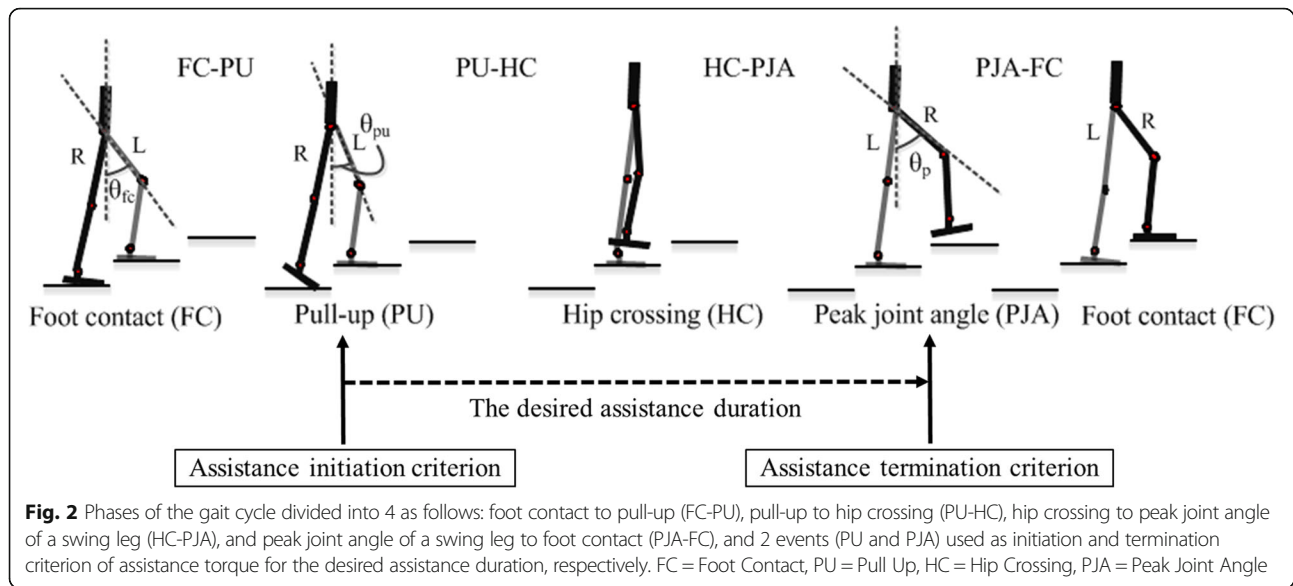 FC-PU PU-HC HC-PJA PJA-FC
R L θfc
R L θpu
L R θp
L R
Foot contact (FC) Pull-up (PU) Hip crossing (HC) Peak joint angle (PJA) Foot contact (FC)
The desired assistance duration
Assistance initiation criterion Assistance termination criterion
Fig. 2 Phases of the gait cycle divided into 4 as follows: foot contact to pull-up (FC-PU), pull-up to hip crossing (PU-HC), hip crossing to peak joint angle
of a swing leg (HC-PJA), and peak joint angle of a swing leg to foot contact (PJA-FC), and 2 events (PU and PJA) used as initiation and termination
criterion of assistance torque for the desired assistance duration, respectively. FC = Foot Contact, PU = Pull Up, HC = Hip Crossing, PJA = Peak Joint Angle